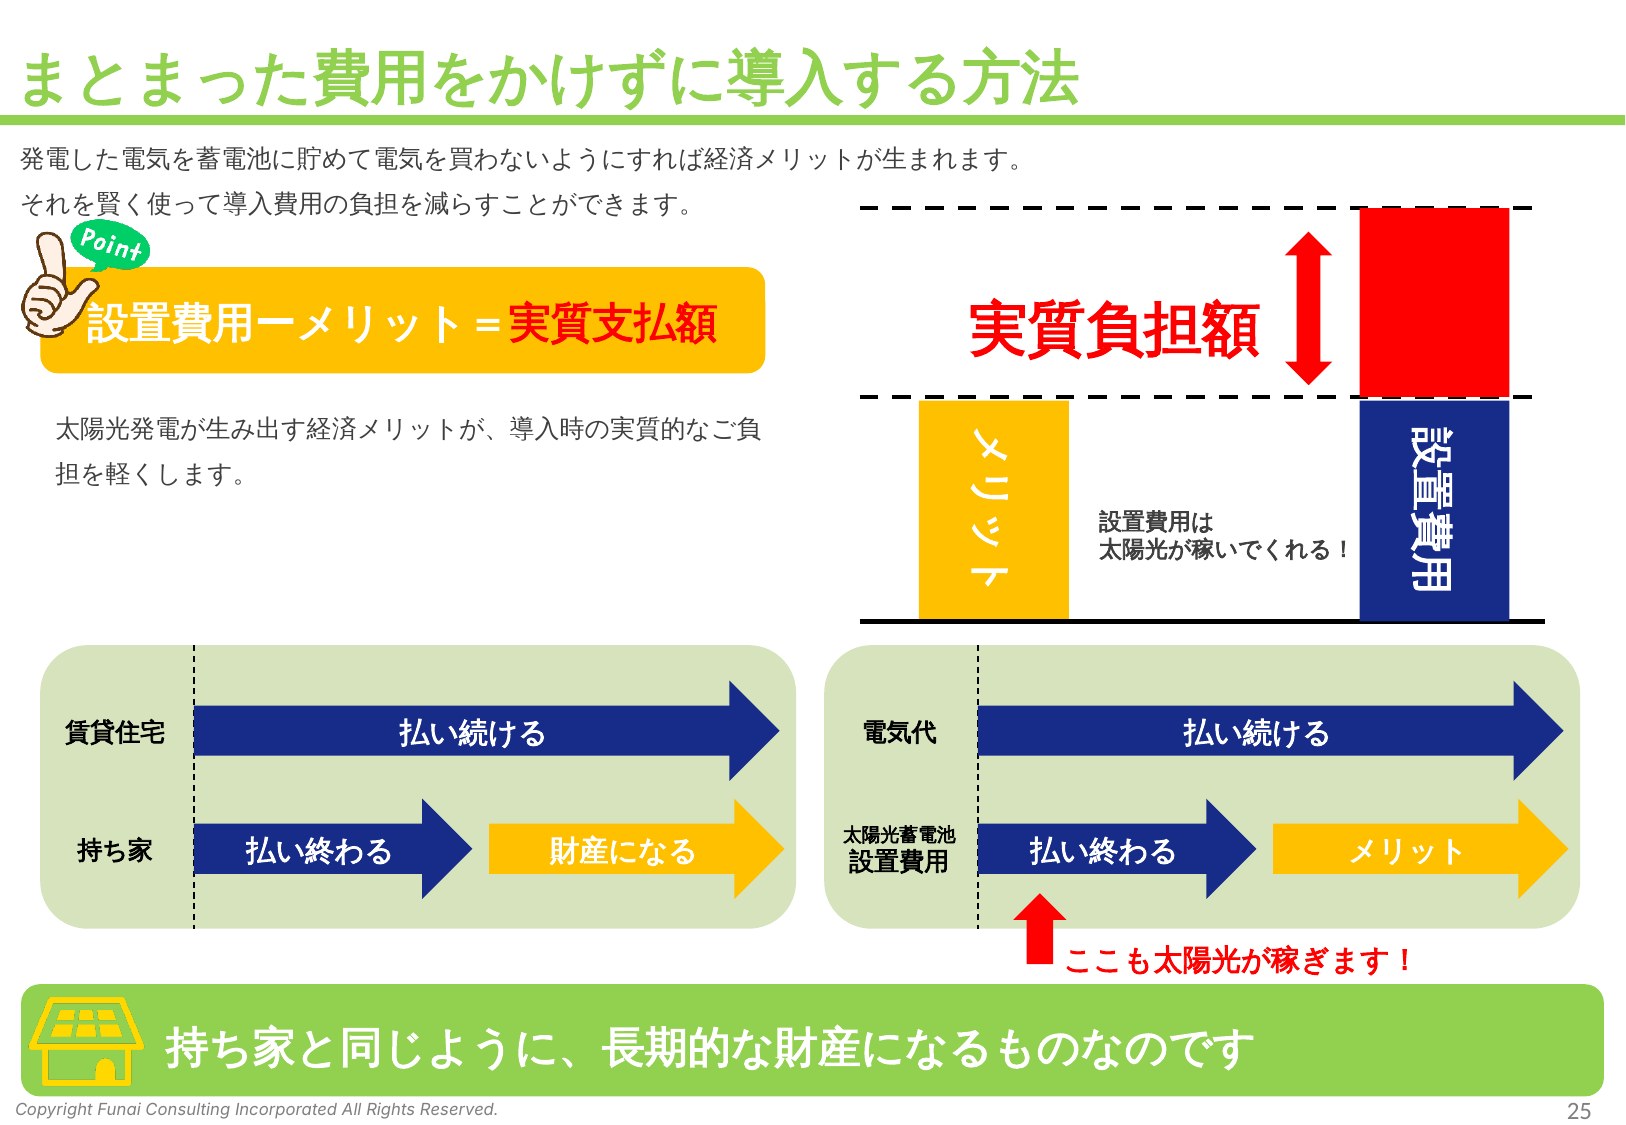 まとまった費用をかけずに導入する方法
発電した電気を蓄電池に貯めて電気を買わないようにすれば経済メリットが生まれます。
それを賢く使って導入費用の負担を減らすことができます。
Point
設置費用ーメリット＝実質支払額
太陽光発電が生み出す経済メリットが、導入時の実質的なご負
担を軽くします。
実質負担額
メリット
設置費用は
太陽光が稼いでくれる！
設置費用
賃貸住宅
払い続ける
持ち家
払い終わる
財産になる
電気代
払い続ける
太陽光蓄電池
設置費用
払い終わる
メリット
ここも太陽光が稼ぎます！
持ち家と同じように、長期的な財産になるものなのです
Copyright Funai Consulting Incorporated All Rights Reserved.
25